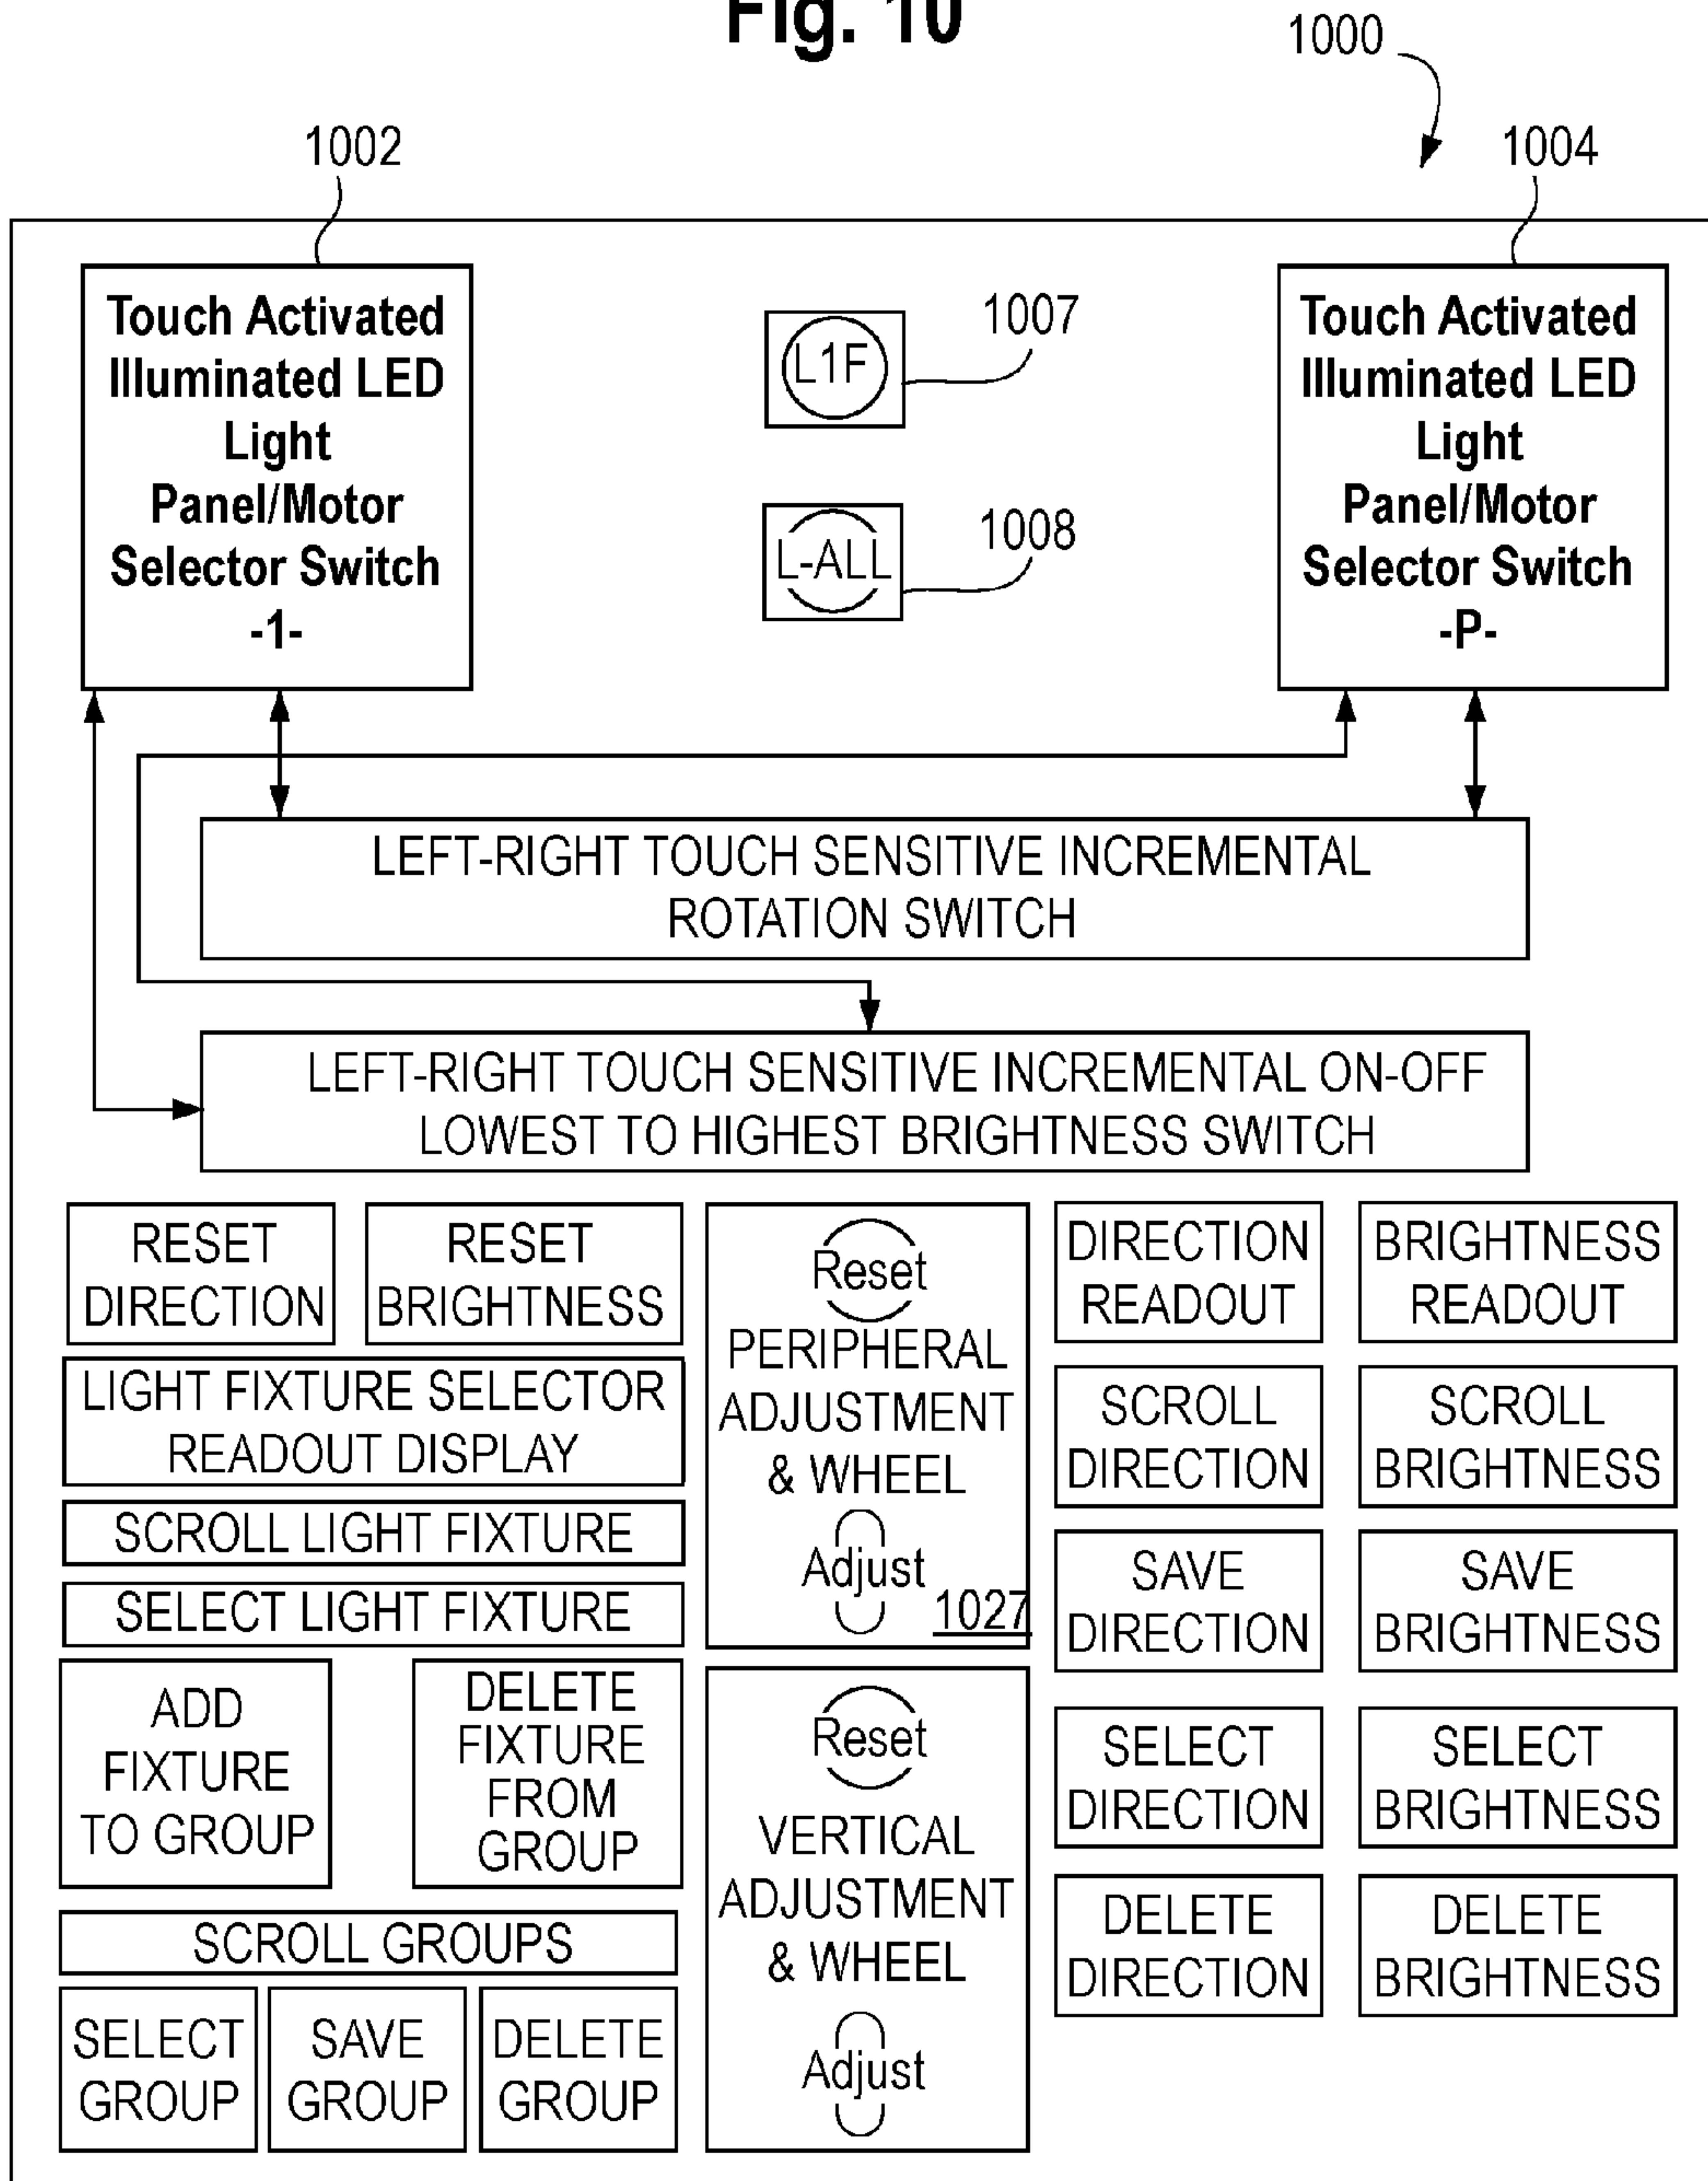 Fig. 10
1000
1002
1004
Touch Activated
Illuminated LED
Light
Panel/Motor
Selector Switch
-1-
L1F
1007
L-ALL
1008
Touch Activated
Illuminated LED
Light
Panel/Motor
Selector Switch
-P-
LEFT-RIGHT TOUCH SENSITIVE INCREMENTAL
ROTATION SWITCH
LEFT-RIGHT TOUCH SENSITIVE INCREMENTAL ON-OFF
LOWEST TO HIGHEST BRIGHTNESS SWITCH
RESET
DIRECTION
RESET
BRIGHTNESS
LIGHT FIXTURE SELECTOR
READOUT DISPLAY
SCROLL LIGHT FIXTURE
SELECT LIGHT FIXTURE
ADD
FIXTURE
TO GROUP
DELETE
FIXTURE
FROM
GROUP
SCROLL GROUPS
SELECT
GROUP
SAVE
GROUP
DELETE
GROUP
Reset
PERIPHERAL
ADJUSTMENT
& WHEEL
Adjust
1027
Reset
VERTICAL
ADJUSTMENT
& WHEEL
Adjust
DIRECTION
READOUT
BRIGHTNESS
READOUT
SCROLL
DIRECTION
SCROLL
BRIGHTNESS
SAVE
DIRECTION
SAVE
BRIGHTNESS
SELECT
DIRECTION
SELECT
BRIGHTNESS
DELETE
DIRECTION
DELETE
BRIGHTNESS